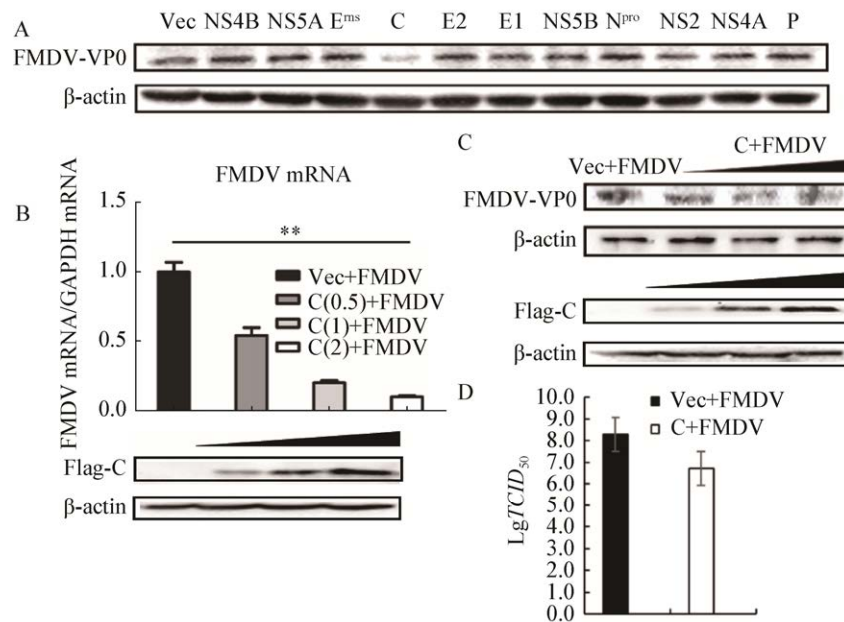 A
Vec NS4B NS5A Eᵐˢ C E2 E1 NS5B Nᵖʳᵒ NS2 NS4A P
FMDV-VP0
β-actin
B
FMDV mRNA
FMDV mRNA/GAPDH mRNA
1.5
1.0
0.5
0.0
**
Vec+FMDV
C(0.5)+FMDV
C(1)+FMDV
C(2)+FMDV
Flag-C
β-actin
C
Vec+FMDV C+FMDV
FMDV-VP0
β-actin
Flag-C
β-actin
D
LgTCID₅₀
10.0
9.0
8.0
7.0
6.0
5.0
4.0
3.0
2.0
1.0
0.0
Vec+FMDV
C+FMDV